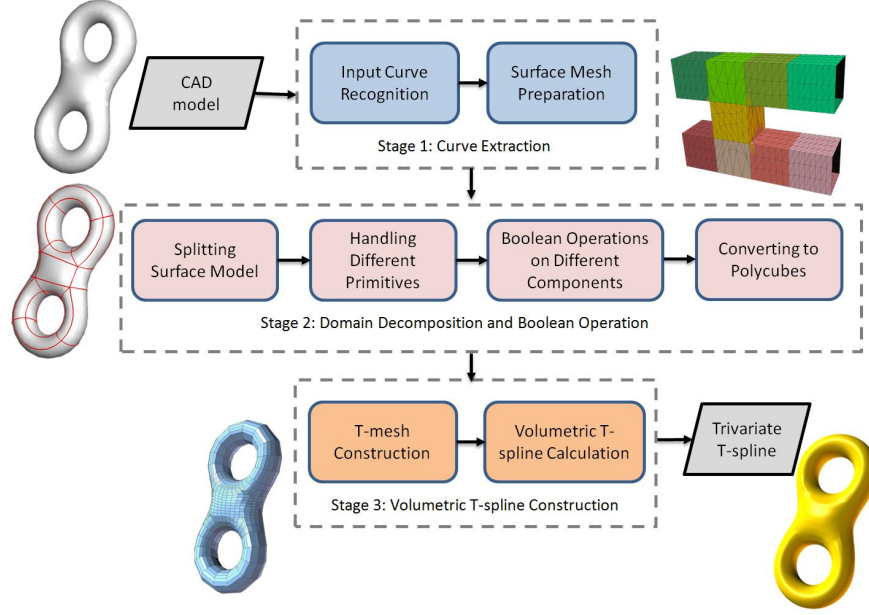 CAD
model
Input Curve
Recognition
Surface Mesh
Preparation
Stage 1: Curve Extraction
Splitting
Surface Model
Handling
Different
Primitives
Boolean Operations
on Different
Components
Converting to
Polycubes
Stage 2: Domain Decomposition and Boolean Operation
T-mesh
Construction
Volumetric T-
spline Calculation
Trivariate
T-spline
Stage 3: Volumetric T-spline Construction